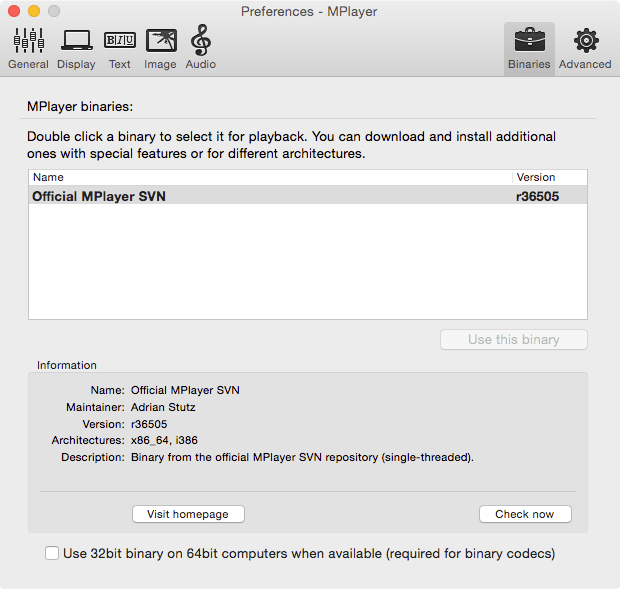 Preferences - MPlayer
General Display Text Image Audio Binaries Advanced
MPlayer binaries:
Double click a binary to select it for playback. You can download and install additional
ones with special features or for different architectures.
Name Version
Official MPlayer SVN r36505
Use this binary
Information
Name: Official MPlayer SVN
Maintainer: Adrian Stutz
Version: r36505
Architectures: x86_64, i386
Description: Binary from the official MPlayer SVN repository (single-threaded).
Visit homepage Check now
Use 32bit binary on 64bit computers when available (required for binary codecs)